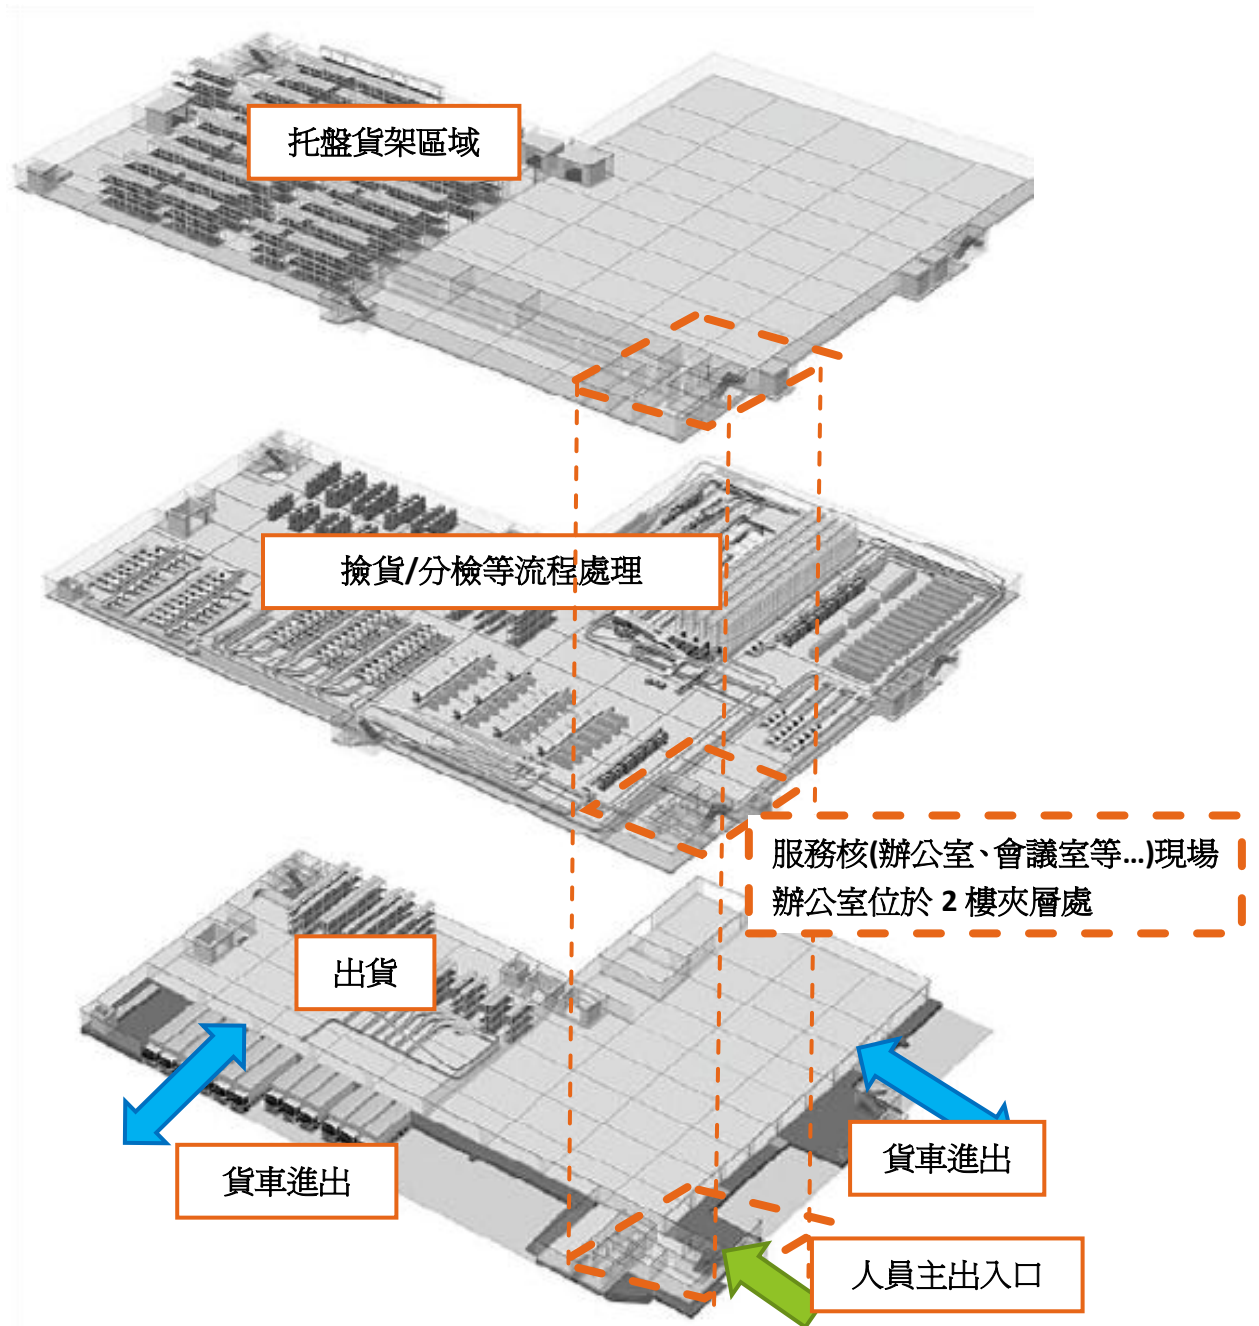 托盤貨架區域
撿貨/分檢等流程處理
服務核(辦公室、會議室等...)現場
辦公室位於 2 樓夾層處
出貨
貨車進出
貨車進出
人員主出入口